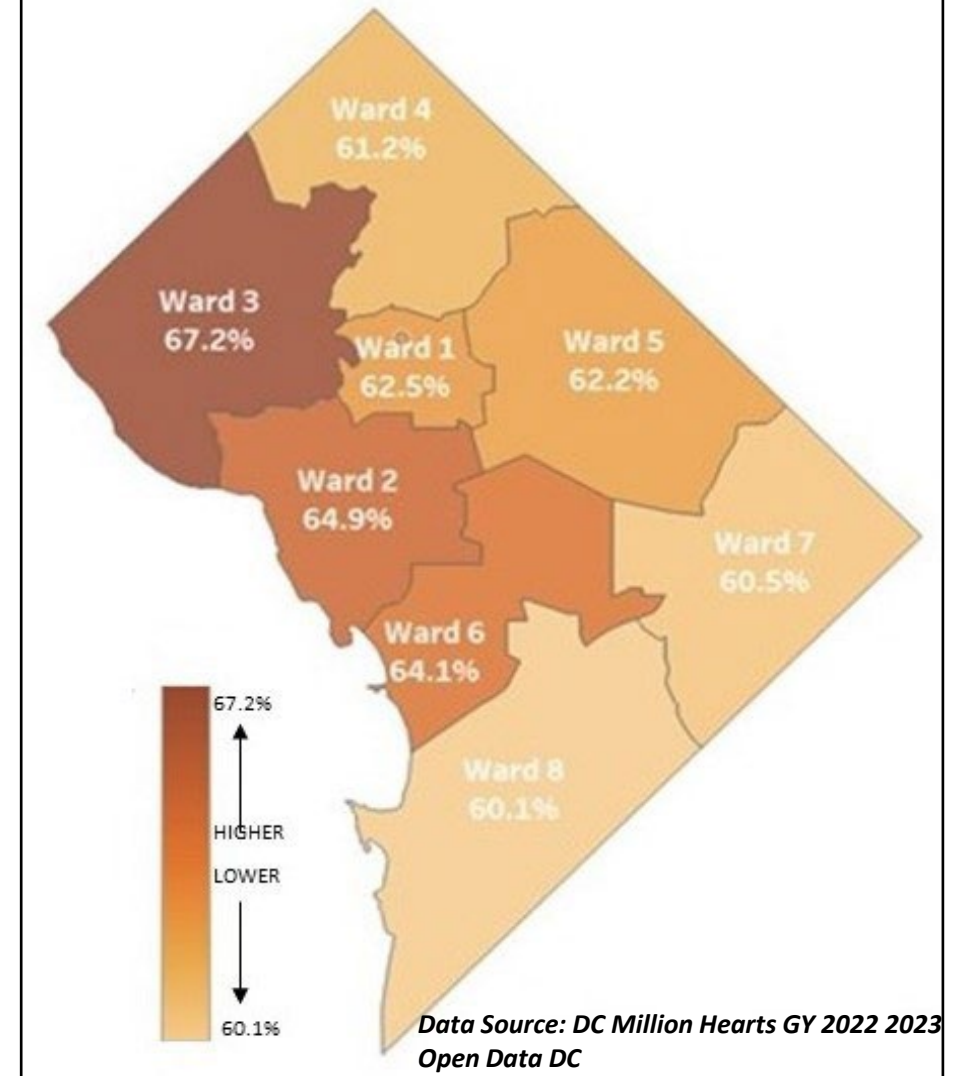 Ward 4
61.2%
Ward 3
67.2%
Ward 1
62.5%
Ward 5
62.2%
Ward 2
64.9%
Ward 7
60.5%
Ward 6
64.1%
Ward 8
60.1%
67.2%
HIGHER
LOWER
60.1%
Data Source: DC Million Hearts GY 2022 2023
Open Data DC